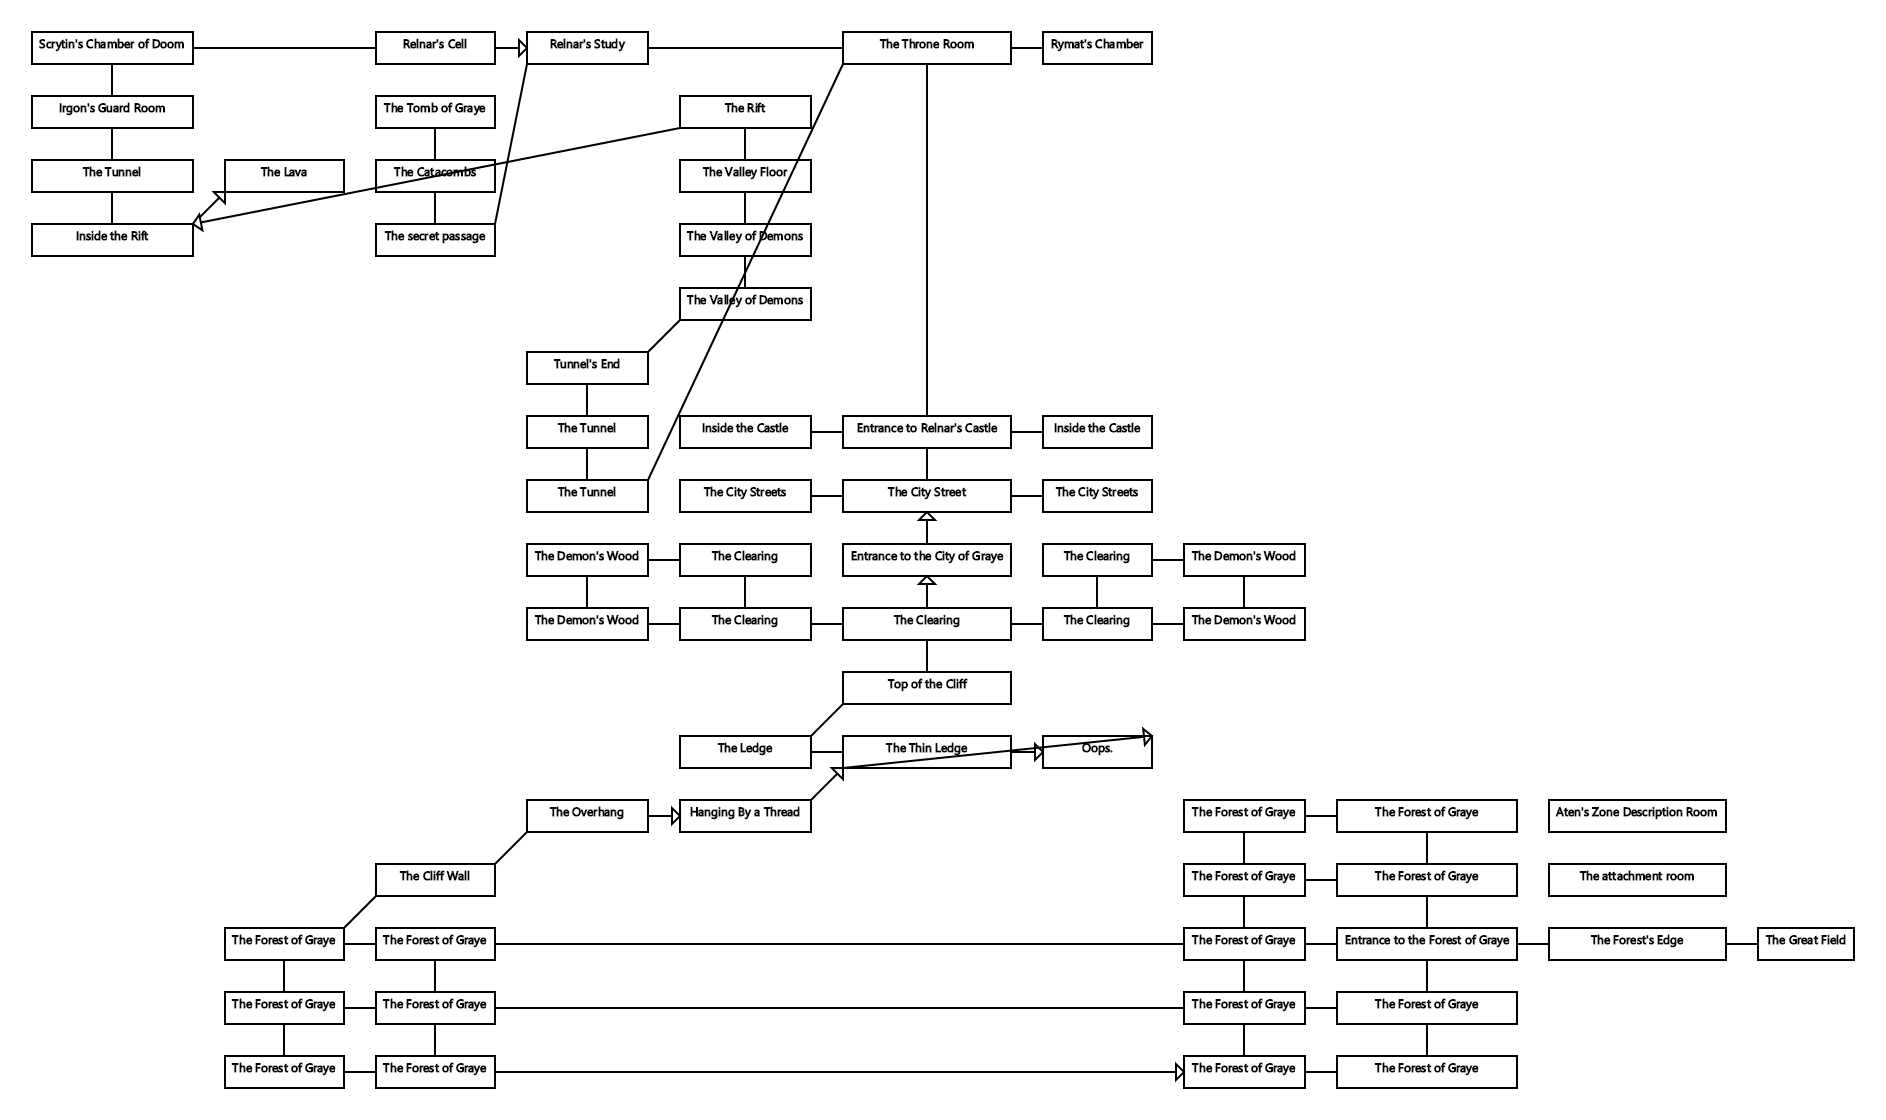 Scrytin's Chamber of Doom
Relnar's Cell
Relnar's Study
The Throne Room
Rymat's Chamber
Irgon's Guard Room
The Tomb of Graye
The Rift
The Tunnel
The Lava
The Catacombs
The Valley Floor
Inside the Rift
The secret passage
The Valley of Demons
The Valley of Demons
Tunnel's End
The Tunnel
Inside the Castle
Entrance to Relnar's Castle
Inside the Castle
The Tunnel
The City Streets
The City Street
The City Streets
The Demon's Wood
The Clearing
Entrance to the City of Graye
The Clearing
The Demon's Wood
The Demon's Wood
The Clearing
The Clearing
The Clearing
The Demon's Wood
Top of the Cliff
The Ledge
The Thin Ledge
Oops.
The Overhang
Hanging By a Thread
The Forest of Graye
The Forest of Graye
Aten's Zone Description Room
The Cliff Wall
The Forest of Graye
The Forest of Graye
The attachment room
The Forest of Graye
The Forest of Graye
The Forest of Graye
Entrance to the Forest of Graye
The Forest's Edge
The Great Field
The Forest of Graye
The Forest of Graye
The Forest of Graye
The Forest of Graye
The Forest of Graye
The Forest of Graye
The Forest of Graye
The Forest of Graye